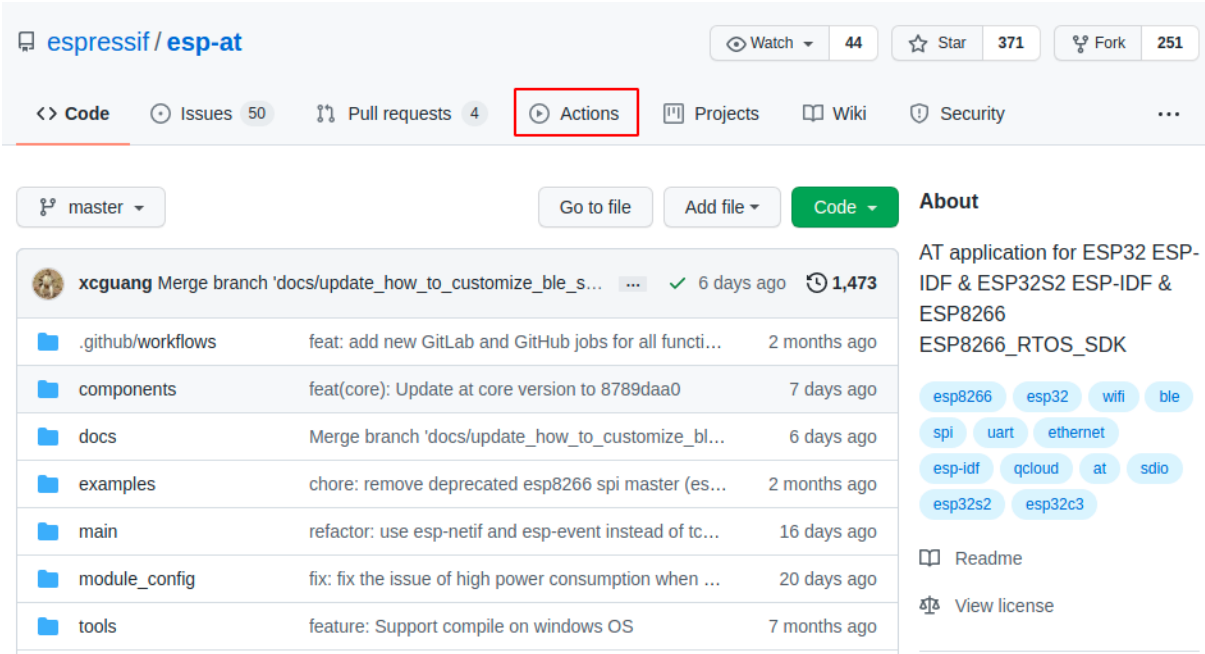 espressif / esp-at
Watch 44 Star 371 Fork 251
Code Issues 50 Pull requests 4 Actions Projects Wiki Security ...
master Go to file Add file Code
xcguang Merge branch 'docs/update_how_to_customize_ble_s... ... 6 days ago 1,473
.github/workflows feat: add new GitLab and GitHub jobs for all functi... 2 months ago
components feat(core): Update at core version to 8789daa0 7 days ago
docs Merge branch 'docs/update_how_to_customize_bl... 6 days ago
examples chore: remove deprecated esp8266 spi master (es... 2 months ago
main refactor: use esp-netif and esp-event instead of tc... 16 days ago
module_config fix: fix the issue of high power consumption when ... 20 days ago
tools feature: Support compile on windows OS 7 months ago
About
AT application for ESP32 ESP-
IDF & ESP32S2 ESP-IDF &
ESP8266
ESP8266_RTOS_SDK
esp8266 esp32 wifi ble
spi uart ethernet
esp-idf qcloud at sdio
esp32s2 esp32c3
Readme
View license